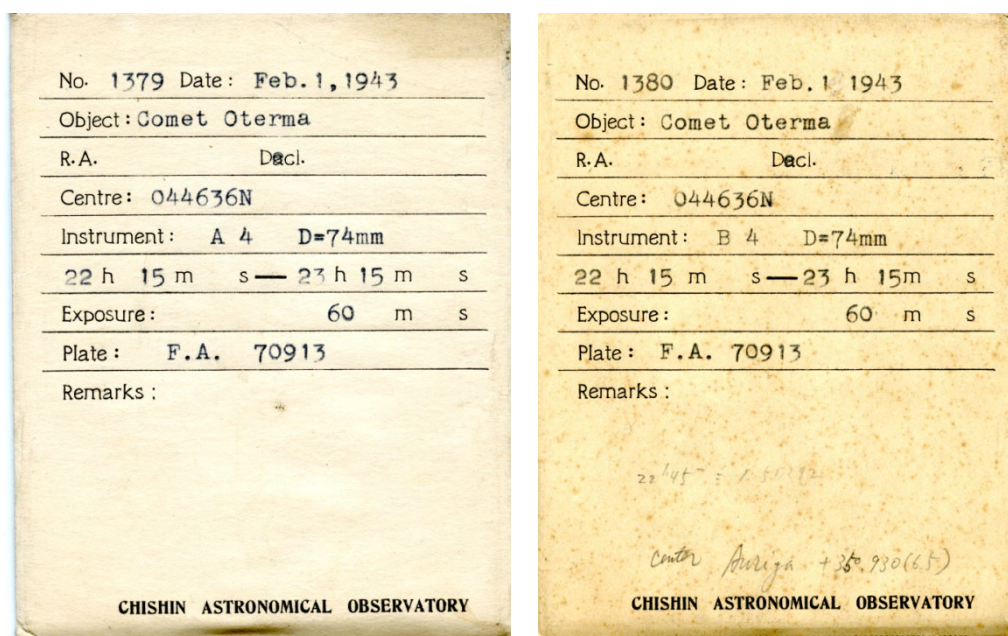 No. 1379 Date: Feb. 1, 1943
Object: Comet Oterma
R.A. Decl.
Centre: 044636N
Instrument: A 4 D=74mm
22 h 15 m s — 23 h 15 m s
Exposure: 60 m s
Plate: F.A. 70913
Remarks:
CHISHIN ASTRONOMICAL OBSERVATORY
No. 1380 Date: Feb. 1 1943
Object: Comet Oterma
R.A. Decl.
Centre: 044636N
Instrument: B 4 D=74mm
22 h 15 m s — 23 h 15m s
Exposure: 60 m s
Plate: F.A. 70913
Remarks:
22h45m =
center Auriga +35°.930(6.5)
CHISHIN ASTRONOMICAL OBSERVATORY